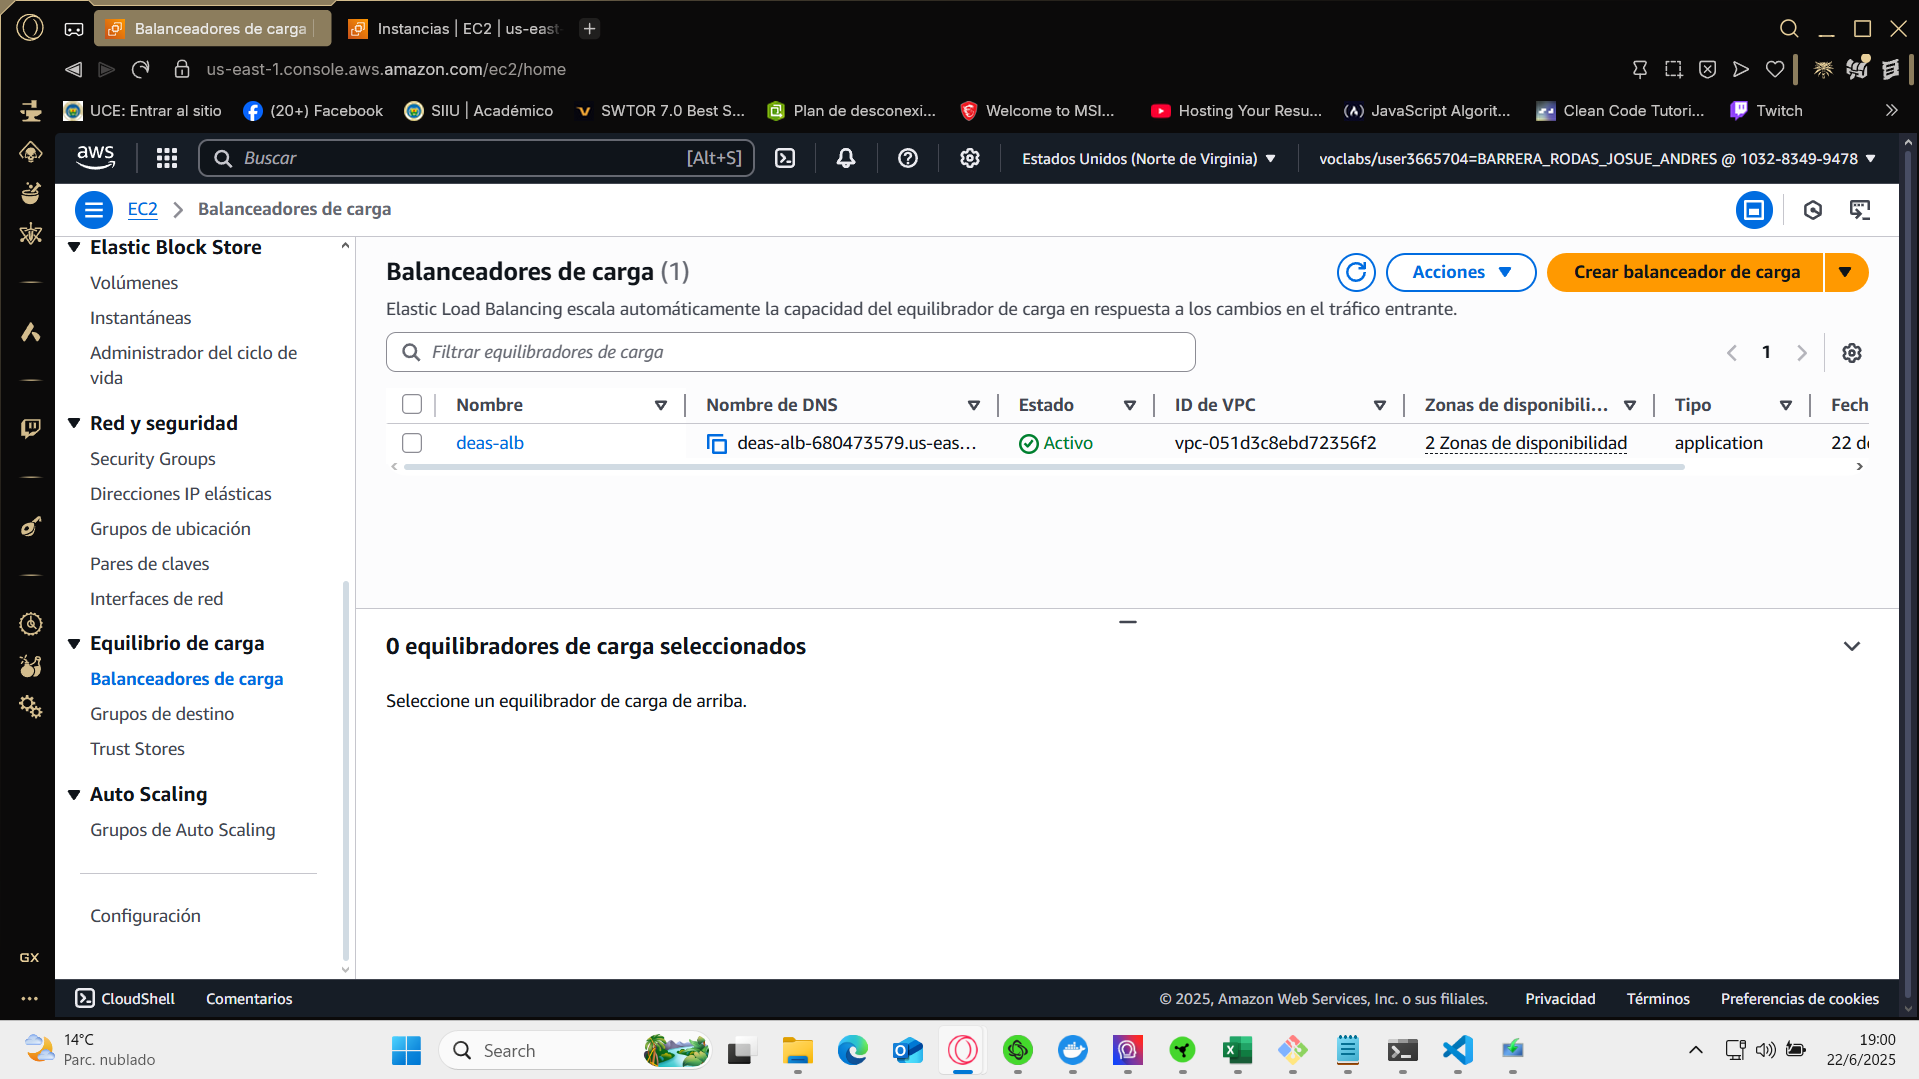 Balanceadores de carga
Instancias | EC2 | us-east
us-east-1.console.aws.amazon.com/ec2/home
UCE: Entrar al sitio
(20+) Facebook
SIIU | Académico
SWTOR 7.0 Best S...
Plan de desconexi...
Welcome to MSI...
Hosting Your Resu...
JavaScript Algorit...
Clean Code Tutori...
Twitch
aws
Buscar
[Alt+S]
Estados Unidos (Norte de Virginia)
voclabs/user3665704=BARRERA_RODAS_JOSUE_ANDRES @ 1032-8349-9478
EC2
Balanceadores de carga
Elastic Block Store
Volúmenes
Instantáneas
Administrador del ciclo de
vida
Red y seguridad
Security Groups
Direcciones IP elásticas
Grupos de ubicación
Pares de claves
Interfaces de red
Equilibrio de carga
Balanceadores de carga
Grupos de destino
Trust Stores
Auto Scaling
Grupos de Auto Scaling
Configuración
Balanceadores de carga (1)
Acciones
Crear balanceador de carga
Elastic Load Balancing escala automáticamente la capacidad del equilibrador de carga en respuesta a los cambios en el tráfico entrante.
Filtrar equilibradores de carga
1
Nombre
Nombre de DNS
Estado
ID de VPC
Zonas de disponibili...
Tipo
Fech
deas-alb
deas-alb-680473579.us-eas...
Activo
vpc-051d3c8ebd72356f2
2 Zonas de disponibilidad
application
22 de
0 equilibradores de carga seleccionados
Seleccione un equilibrador de carga de arriba.
GX
CloudShell
Comentarios
© 2025, Amazon Web Services, Inc. o sus filiales.
Privacidad
Términos
Preferencias de cookies
14°C
Parc. nublado
Search
19:00
22/6/2025